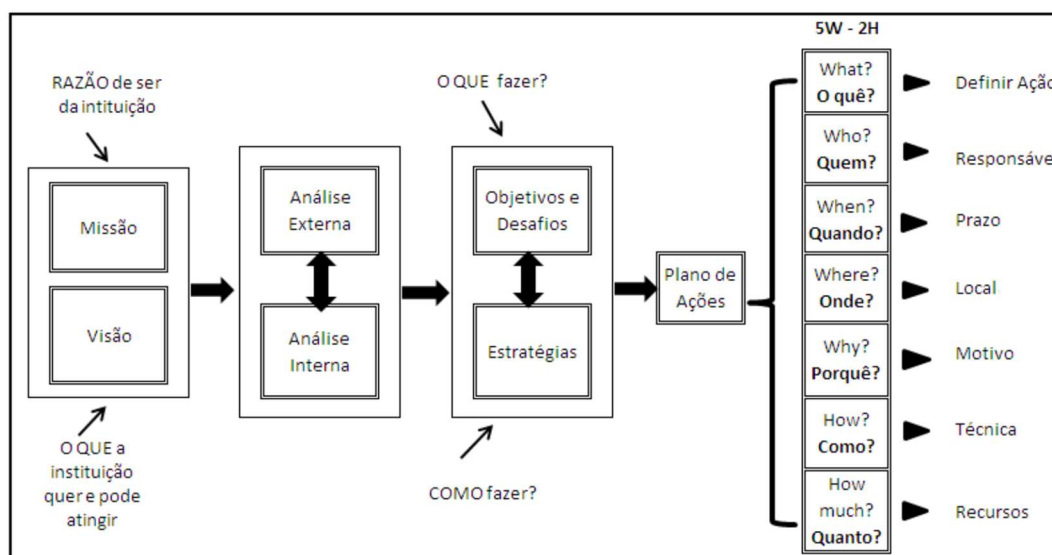 RAZÃO de ser
da intituição
Missão
Visão
O QUE a
instituição
quer e pode
atingir
Análise
Externa
Análise
Interna
O QUE fazer?
Objetivos e
Desafios
Estratégias
COMO fazer?
Plano de
Ações
5W - 2H
What?
O quê?
Definir Ação
Who?
Quem?
Responsáve
When?
Quando?
Prazo
Where?
Onde?
Local
Why?
Porquê?
Motivo
How?
Como?
Técnica
How
much?
Quanto?
Recursos